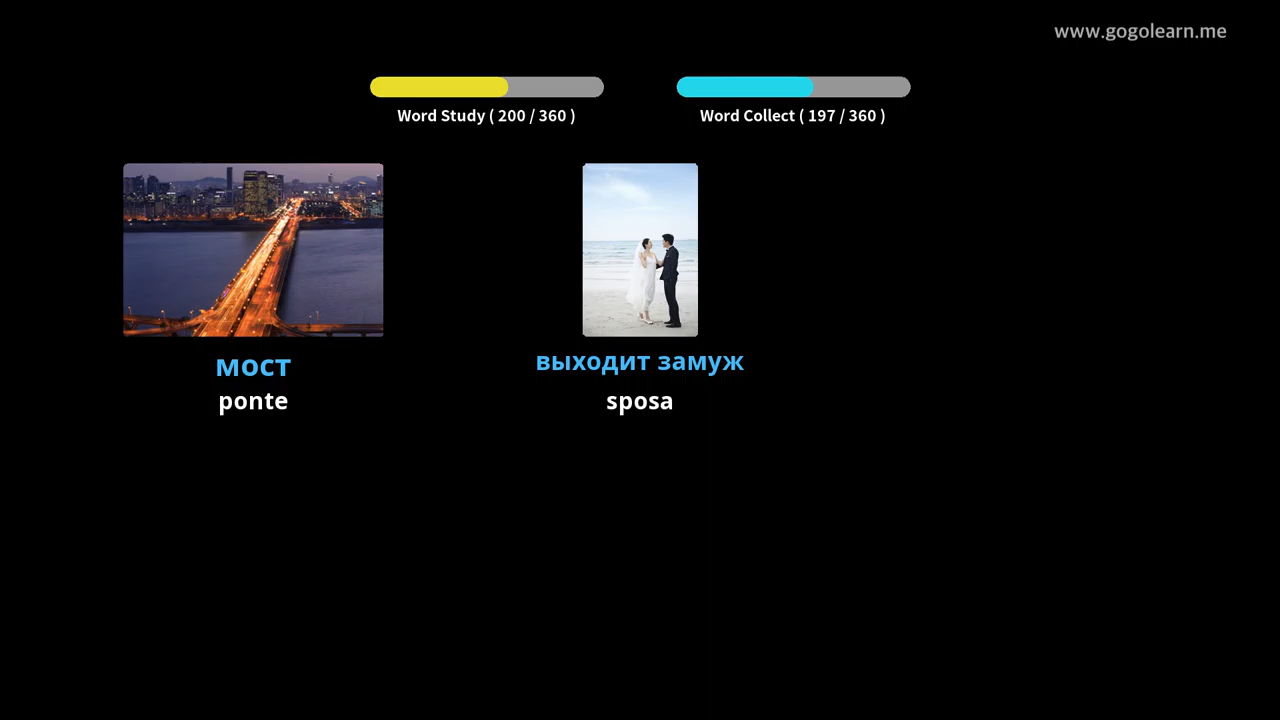 www.gogolearn.me
Word Study ( 200 / 360 )
Word Collect ( 197 / 360 )
мост
выходит замуж
ponte
sposa